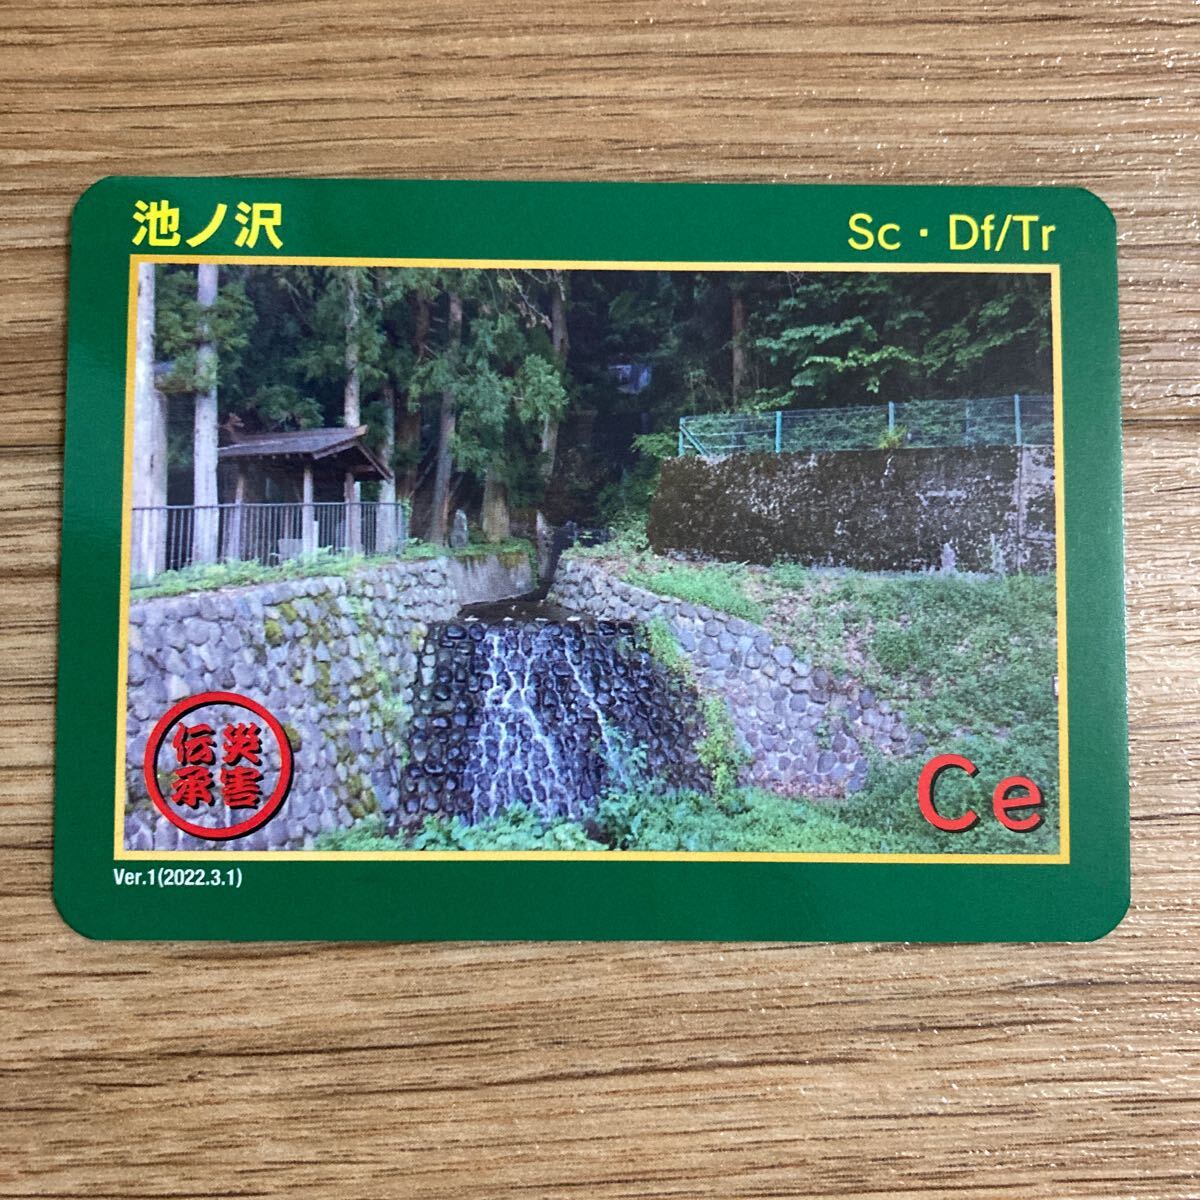 池ノ沢
Sc・Df/Tr
災害
伝承
Ce
Ver.1(2022.3.1)